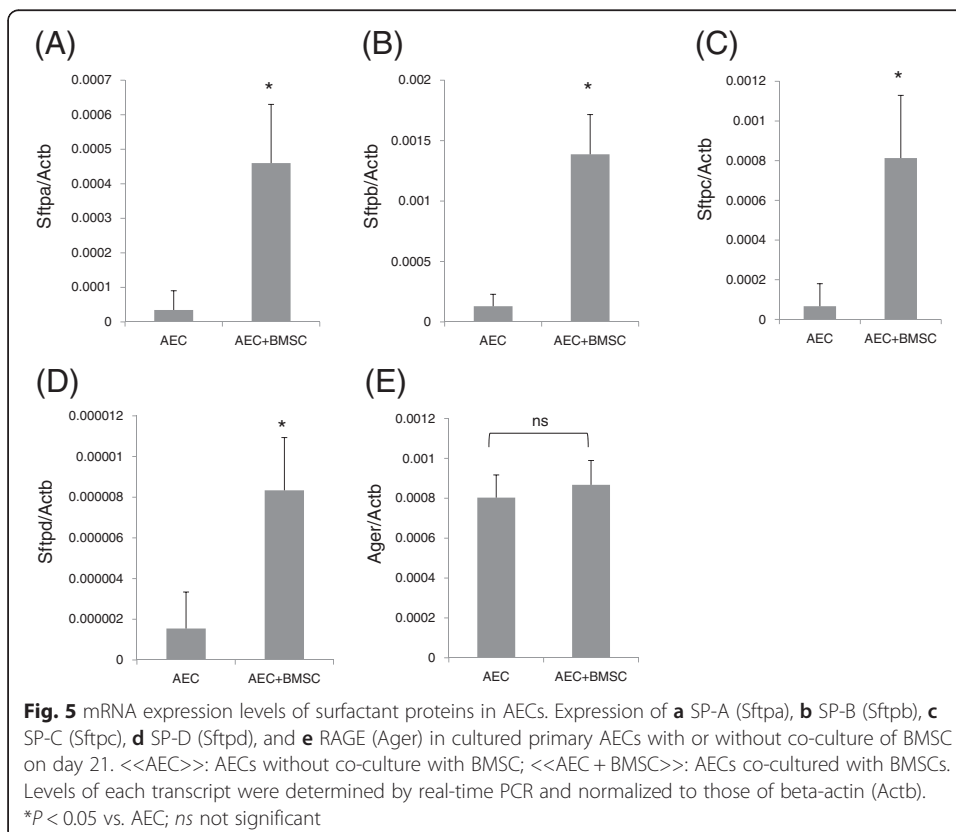 (A)
0.0007
0.0006
0.0005
0.0004
0.0003
0.0002
0.0001
0
Sftpa/Actb
*
AEC
AEC+BMSC
(B)
0.002
0.0015
0.001
0.0005
0
Sftpb/Actb
*
AEC
AEC+BMSC
(C)
0.0012
0.001
0.0008
0.0006
0.0004
0.0002
0
Sftpc/Actb
*
AEC
AEC+BMSC
(D)
0.000012
0.00001
0.000008
0.000006
0.000004
0.000002
0
Sftpd/Actb
*
AEC
AEC+BMSC
(E)
0.0012
0.001
0.0008
0.0006
0.0004
0.0002
0
Ager/Actb
ns
AEC
AEC+BMSC
Fig. 5 mRNA expression levels of surfactant proteins in AECs. Expression of a SP-A (Sftpa), b SP-B (Sftpb), c
SP-C (Sftpc), d SP-D (Sftpd), and e RAGE (Ager) in cultured primary AECs with or without co-culture of BMSC
on day 21. <<AEC>>: AECs without co-culture with BMSC; <<AEC + BMSC>>: AECs co-cultured with BMSCs.
Levels of each transcript were determined by real-time PCR and normalized to those of beta-actin (Actb).
*P < 0.05 vs. AEC; ns not significant